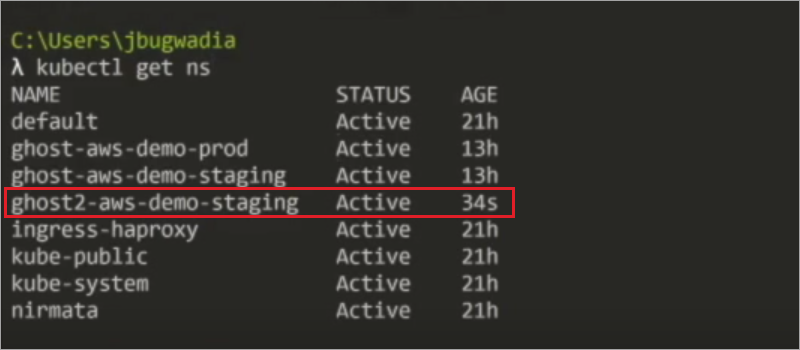 C:\Users\jbugwadia
λ kubectl get ns
NAME STATUS AGE
default Active 21h
ghost-aws-demo-prod Active 13h
ghost-aws-demo-staging Active 13h
ghost2-aws-demo-staging Active 34s
ingress-haproxy Active 21h
kube-public Active 21h
kube-system Active 21h
nirmata Active 21h